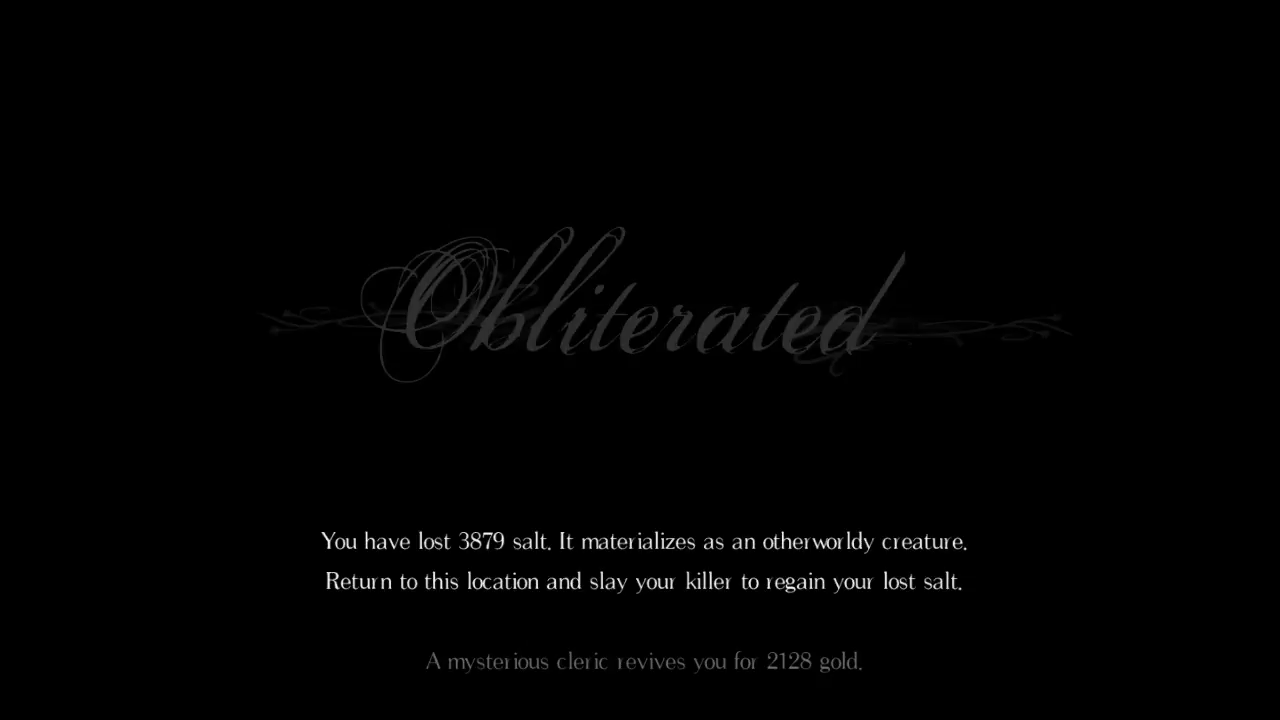 Obliterated
You have lost 3879 salt. It materializes as an otherworldly creature.
Return to this location and slay your killer to regain your lost salt.
A mysterious cleric revives you for 2128 gold.